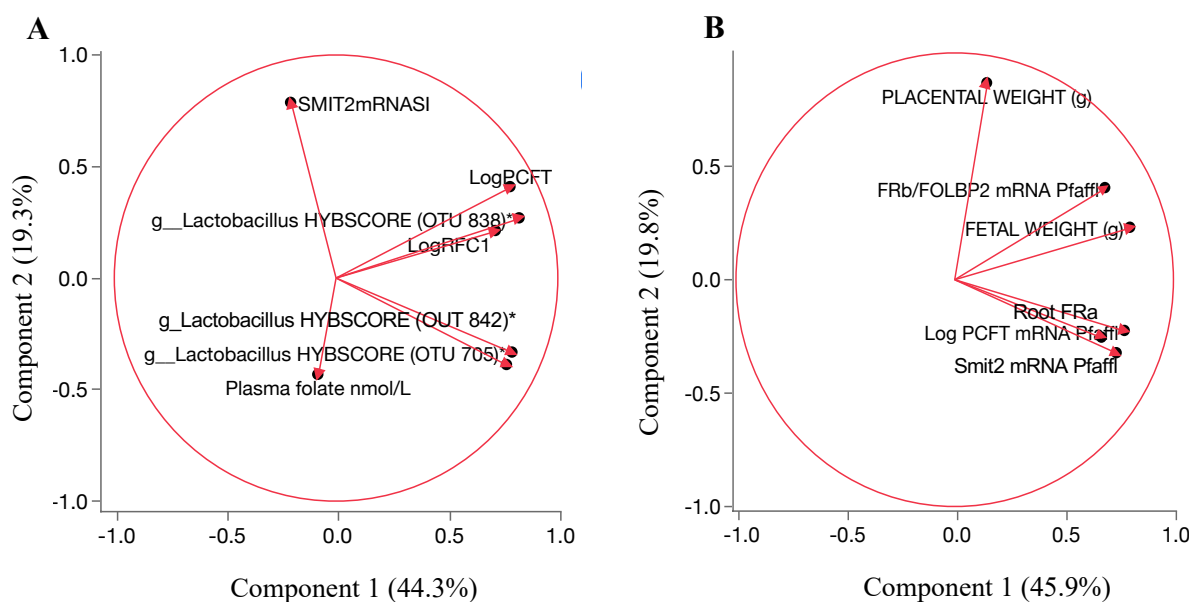 A
1.0
0.5
0.0
-0.5
-1.0
Component 2 (19.3%)
SMIT2mRNASI
LogPCFT
g__Lactobacillus HYBSCORE (OTU 838)*
LogRFC1
g_Lactobacillus HYBSCORE (OUT 842)*
g__Lactobacillus HYBSCORE (OTU 705)*
Plasma folate nmol/L
-1.0 -0.5 0.0 0.5 1.0
Component 1 (44.3%)
B
1.0
0.5
0.0
-0.5
-1.0
Component 2 (19.8%)
PLACENTAL WEIGHT (g)
FRb/FOLBP2 mRNA Pfaffl
FETAL WEIGHT (g)
Root FRa
Log PCFT mRNA Pfaffl
Smit2 mRNA Pfaffl
-1.0 -0.5 0.0 0.5 1.0
Component 1 (45.9%)